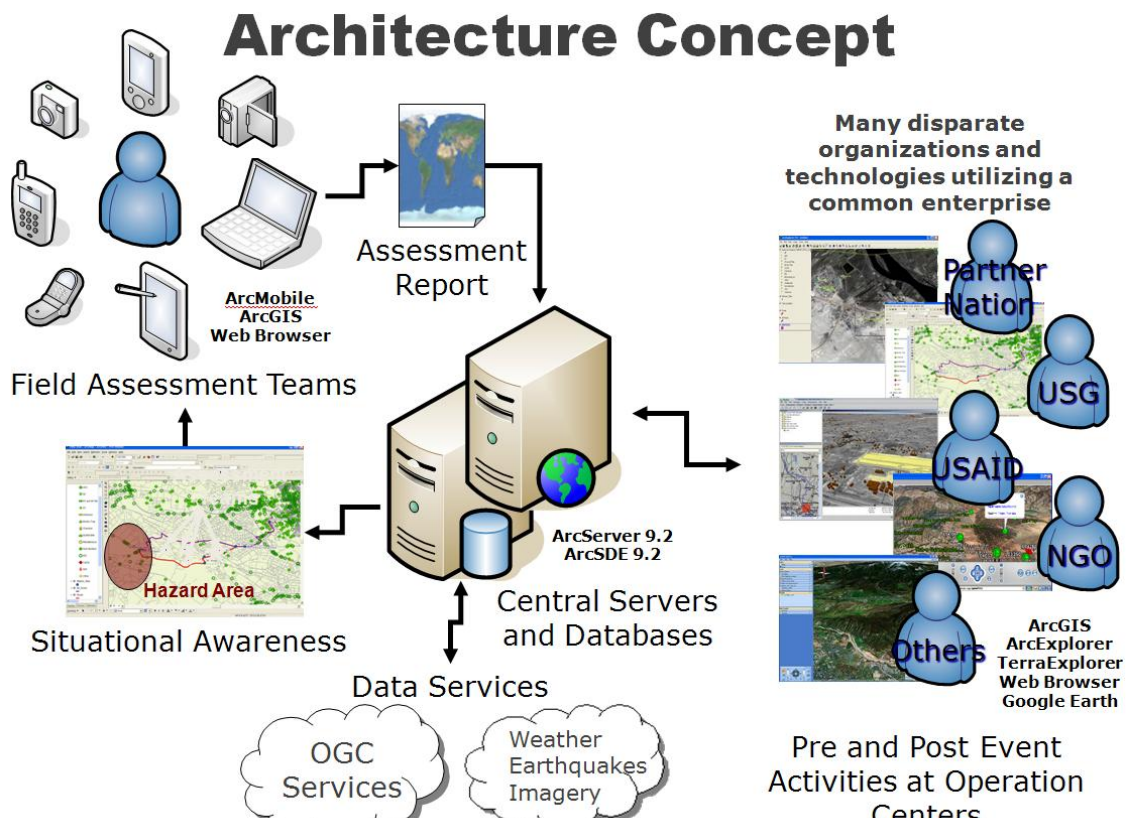 Architecture Concept
Assessment
Report
ArcMobile
ArcGIS
Web Browser
Field Assessment Teams
Hazard Area
Situational Awareness
ArcServer 9.2
ArcSDE 9.2
Central Servers
and Databases
Data Services
OGC
Services
Weather
Earthquakes
Imagery
Many disparate
organizations and
technologies utilizing a
common enterprise
Partner
Nation
USG
USAID
NGO
Others
ArcGIS
ArcExplorer
TerraExplorer
Web Browser
Google Earth
Pre and Post Event
Activities at Operation
Centers